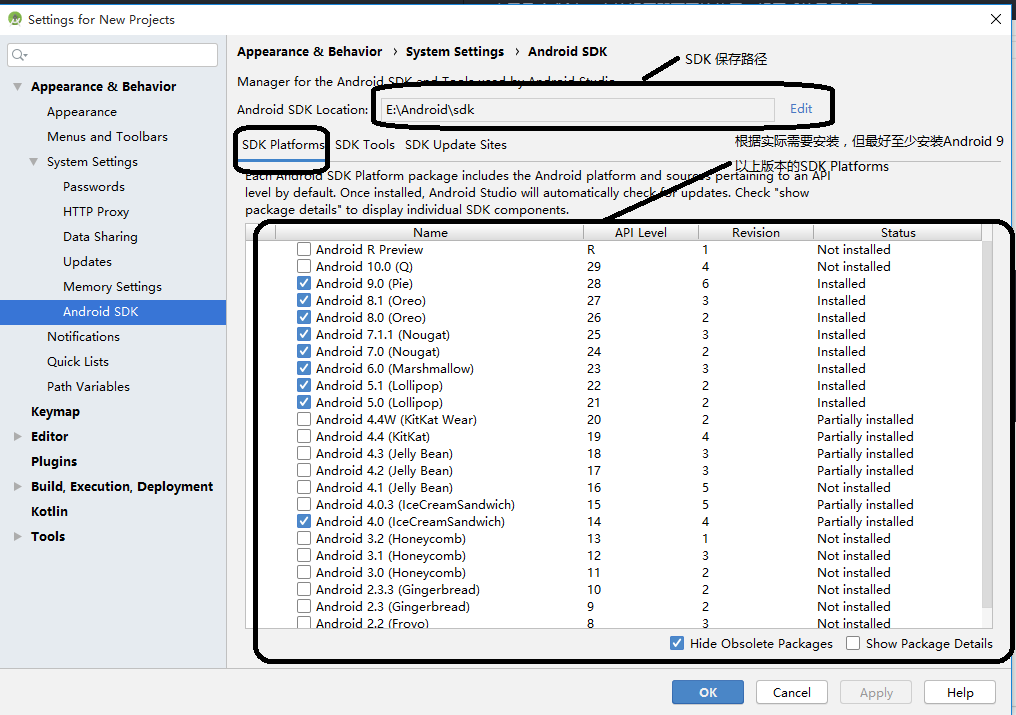 Settings for New Projects
Appearance & Behavior
Appearance
Menus and Toolbars
System Settings
Passwords
HTTP Proxy
Data Sharing
Updates
Memory Settings
Android SDK
Notifications
Quick Lists
Path Variables
Keymap
Editor
Plugins
Build, Execution, Deployment
Kotlin
Tools
Appearance & Behavior › System Settings › Android SDK
SDK 保存路径
Manager for the Android SDK and Tools used by Android Studio
Android SDK Location: E:\Android\sdk Edit
SDK Platforms SDK Tools SDK Update Sites
根据实际需要安装，但最好至少安装Android 9
以上版本的SDK Platforms
Each Android SDK Platform package includes the Android platform and sources pertaining to an API
level by default. Once installed, Android Studio will automatically check for updates. Check "show
package details" to display individual SDK components.
Name API Level Revision Status
Android R Preview R 1 Not installed
Android 10.0 (Q) 29 4 Not installed
Android 9.0 (Pie) 28 6 Installed
Android 8.1 (Oreo) 27 3 Installed
Android 8.0 (Oreo) 26 2 Installed
Android 7.1.1 (Nougat) 25 3 Installed
Android 7.0 (Nougat) 24 2 Installed
Android 6.0 (Marshmallow) 23 3 Installed
Android 5.1 (Lollipop) 22 2 Installed
Android 5.0 (Lollipop) 21 2 Installed
Android 4.4W (KitKat Wear) 20 2 Partially installed
Android 4.4 (KitKat) 19 4 Partially installed
Android 4.3 (Jelly Bean) 18 3 Partially installed
Android 4.2 (Jelly Bean) 17 3 Partially installed
Android 4.1 (Jelly Bean) 16 5 Not installed
Android 4.0.3 (IceCreamSandwich) 15 5 Partially installed
Android 4.0 (IceCreamSandwich) 14 4 Partially installed
Android 3.2 (Honeycomb) 13 1 Not installed
Android 3.1 (Honeycomb) 12 3 Not installed
Android 3.0 (Honeycomb) 11 2 Not installed
Android 2.3.3 (Gingerbread) 10 2 Not installed
Android 2.3 (Gingerbread) 9 2 Not installed
Android 2.2 (Froyo) 8 3 Not installed
Hide Obsolete Packages Show Package Details
OK Cancel Apply Help